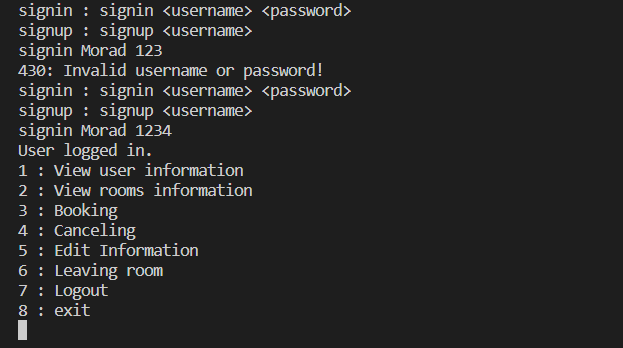 signin : signin <username> <password>
signup : signup <username>
signin Morad 123
430: Invalid username or password!
signin : signin <username> <password>
signup : signup <username>
signin Morad 1234
User logged in.
1 : View user information
2 : View rooms information
3 : Booking
4 : Canceling
5 : Edit Information
6 : Leaving room
7 : Logout
8 : exit